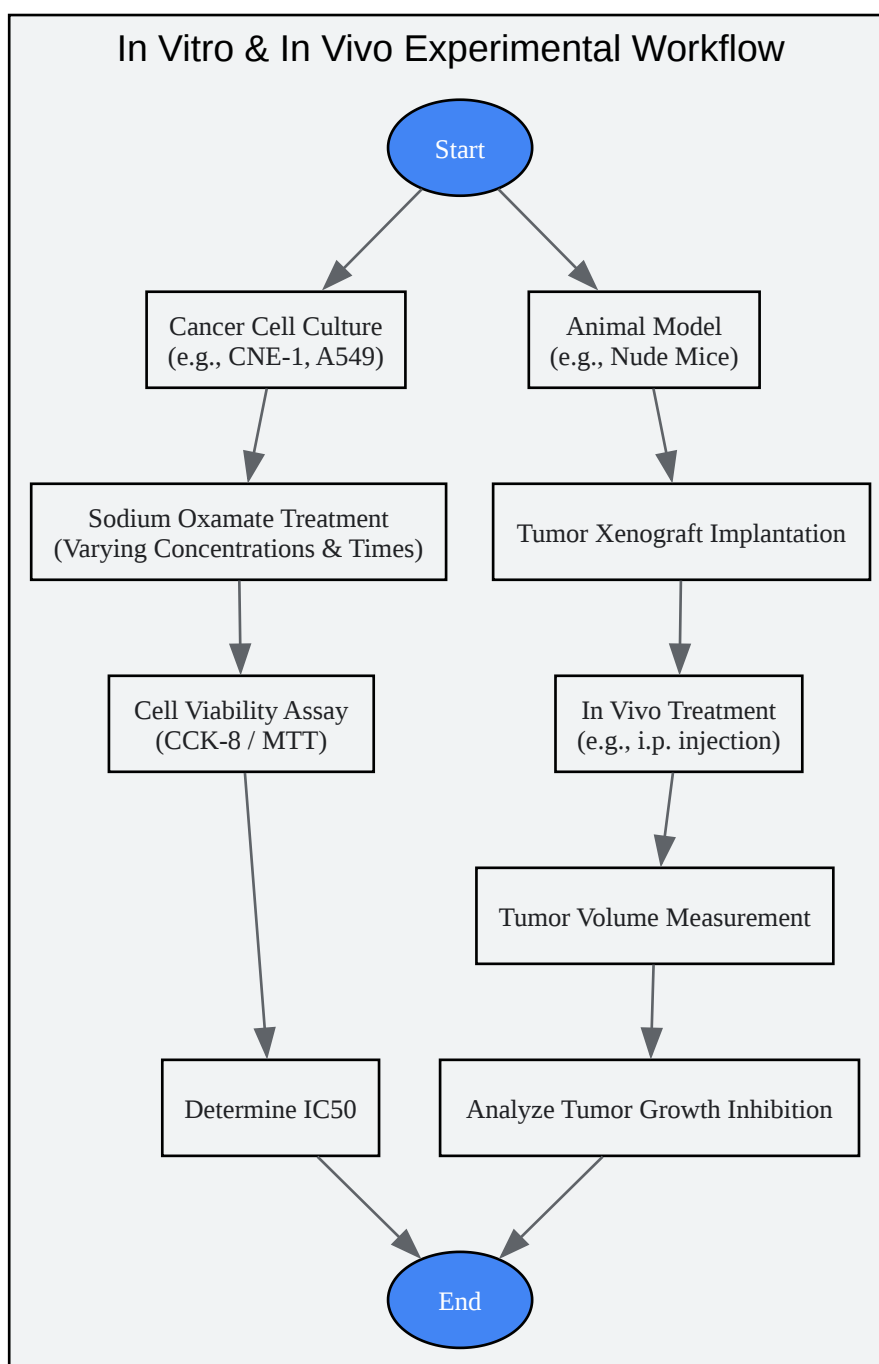 In Vitro & In Vivo Experimental Workflow
Start
Cancer Cell Culture
(e.g., CNE-1, A549)
Animal Model
(e.g., Nude Mice)
Sodium Oxamate Treatment
(Varying Concentrations & Times)
Tumor Xenograft Implantation
Cell Viability Assay
(CCK-8 / MTT)
In Vivo Treatment
(e.g., i.p. injection)
Tumor Volume Measurement
Determine IC50
Analyze Tumor Growth Inhibition
End